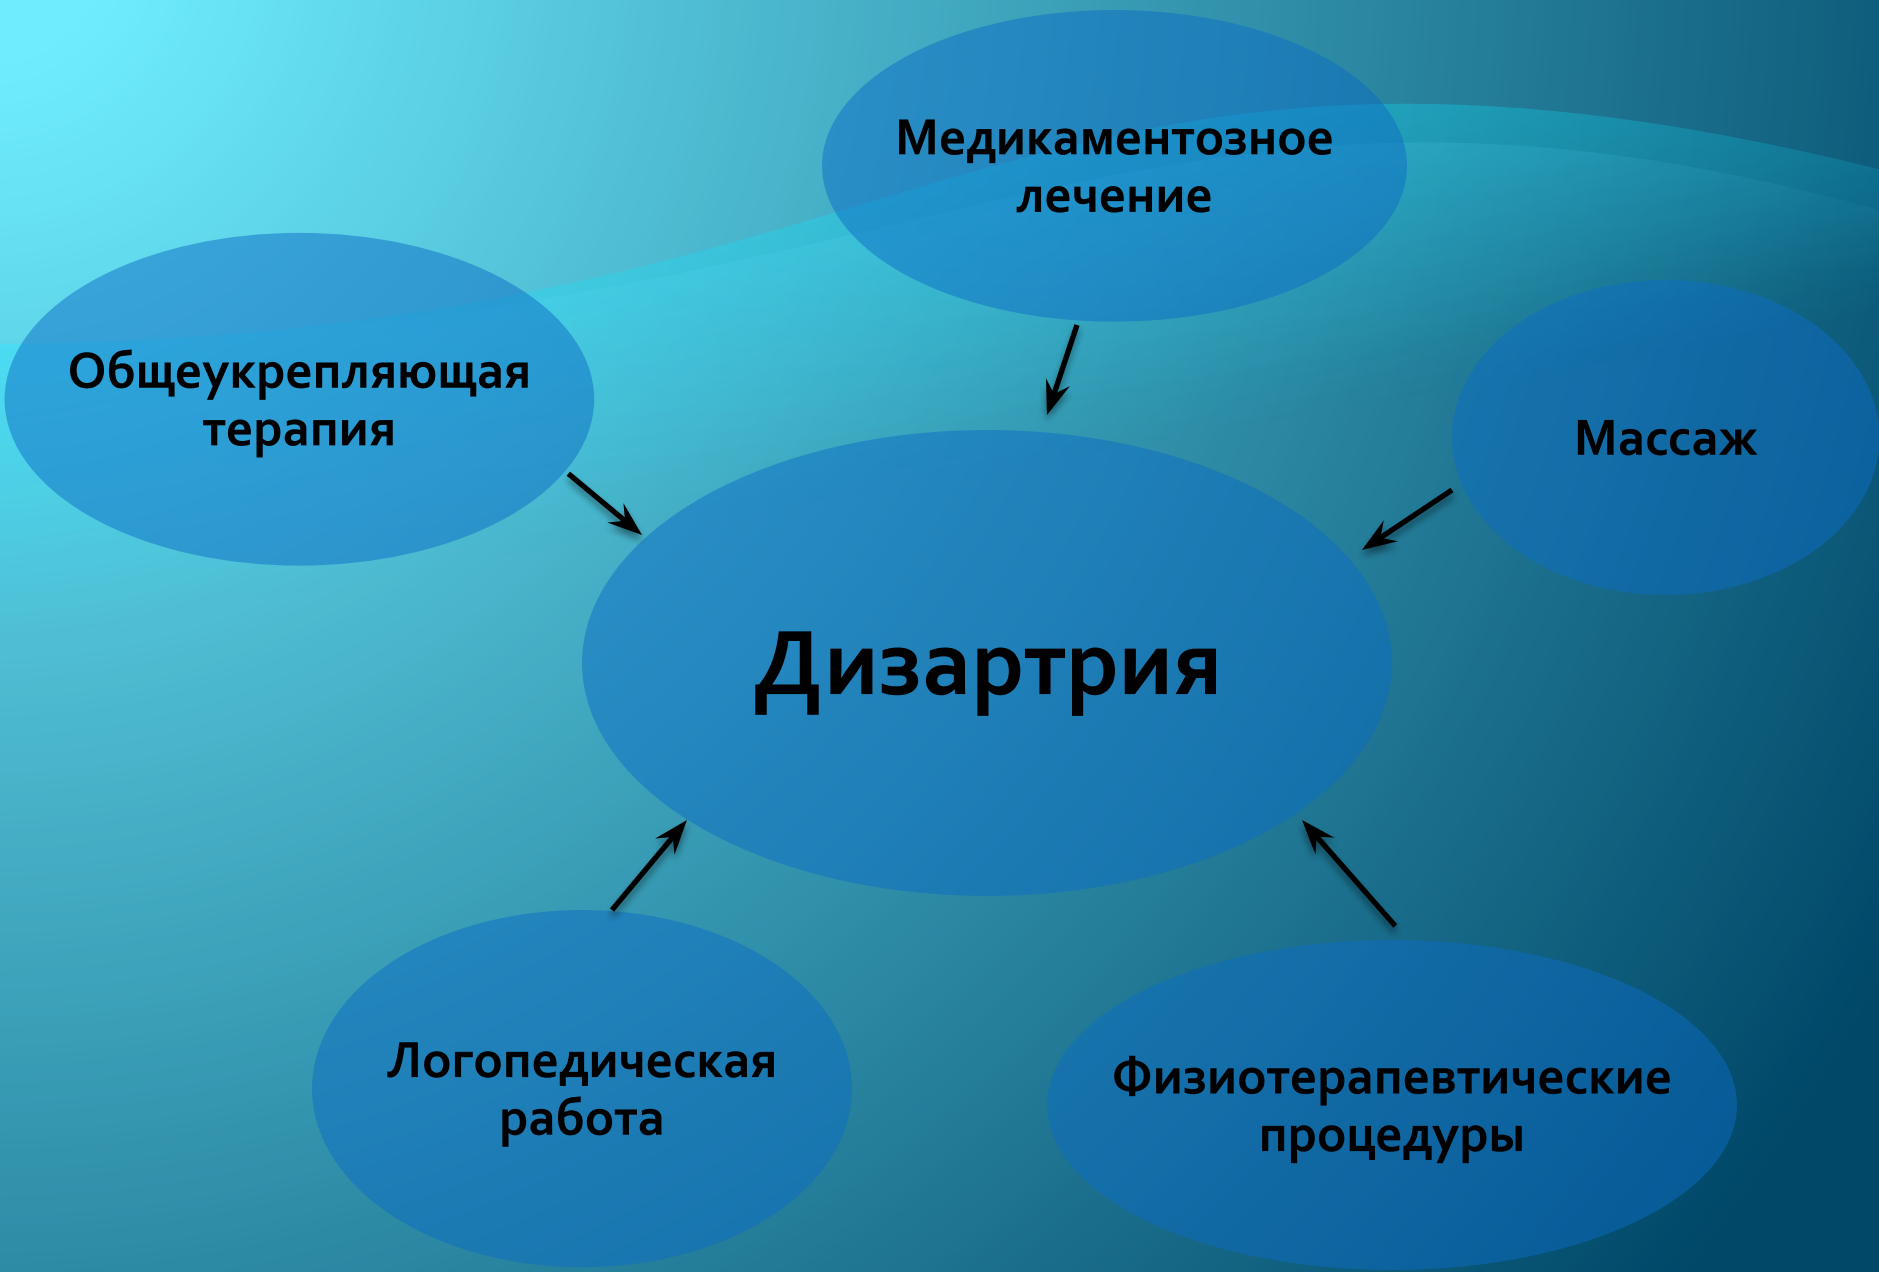 Медикаментозное
лечение
Общеукрепляющая
терапия
Массаж
Дизартрия
Логопедическая
работа
Физиотерапевтические
процедуры